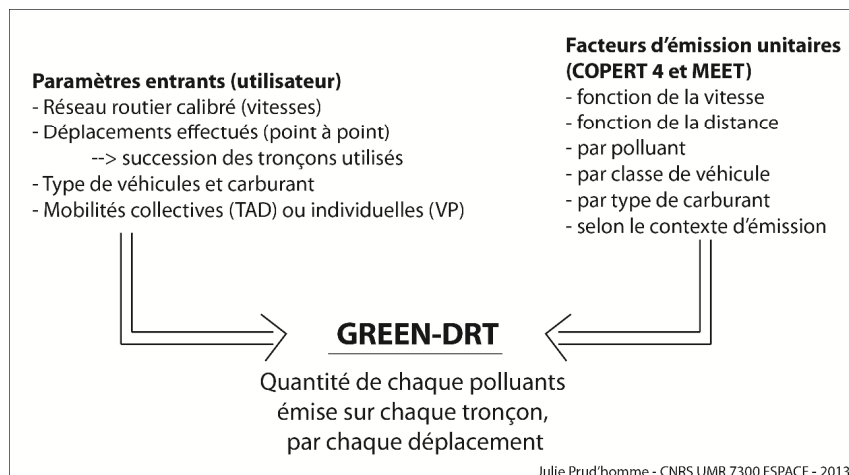 Paramètres entrants (utilisateur)
- Réseau routier calibré (vitesses)
- Déplacements effectués (point à point)
--> succession des tronçons utilisés
- Type de véhicules et carburant
- Mobilités collectives (TAD) ou individuelles (VP)
Facteurs d'émission unitaires
(COPERT 4 et MEET)
- fonction de la vitesse
- fonction de la distance
- par polluant
- par classe de véhicule
- par type de carburant
- selon le contexte d'émission
GREEN-DRT
Quantité de chaque polluants
émise sur chaque tronçon,
par chaque déplacement
Julie Prud'homme - CNRS UMR 7300 ESPACE - 2013